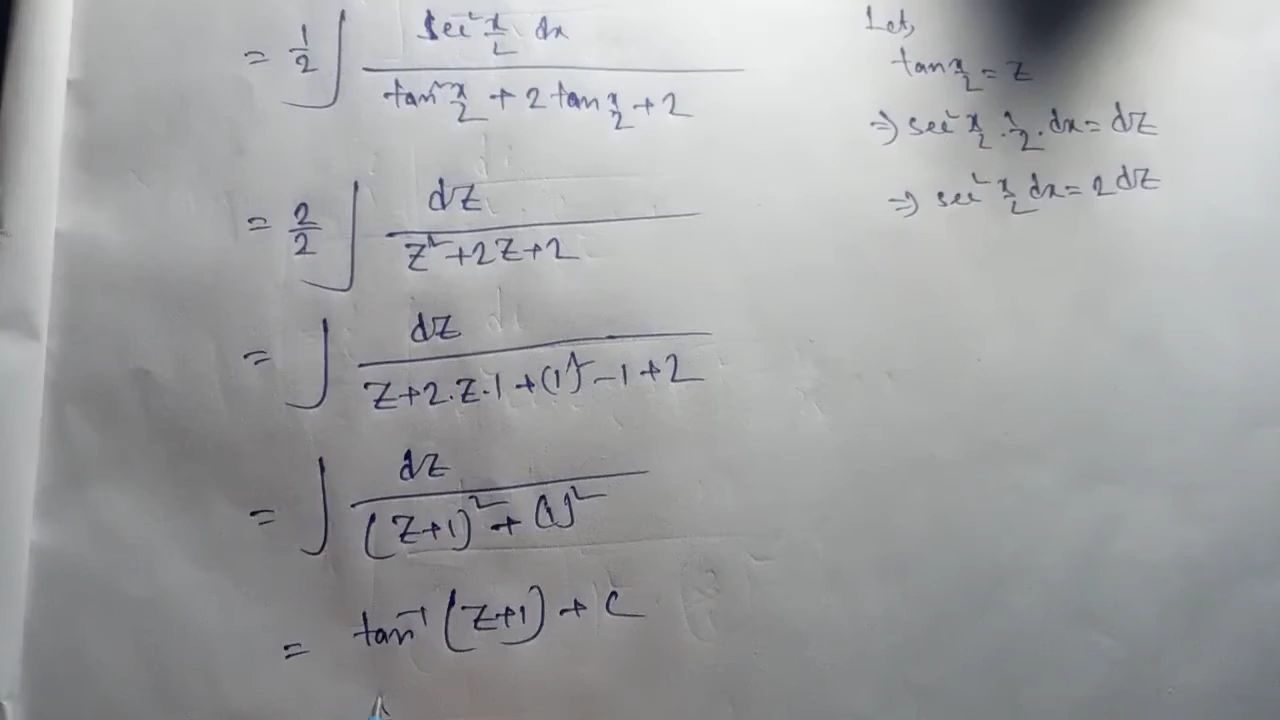 = 1/2 ∫ sec² x/2 dx / (tan² x/2 + 2 tan x/2 + 2)
Let,
tan x/2 = z
⇒ sec² x/2 · 1/2 · dx = dz
⇒ sec² x/2 dx = 2 dz
= 2/2 ∫ dz / (z² + 2z + 2)
= ∫ dz / (z + 2.z.1 + (1)² - 1 + 2)
= ∫ dz / ((z+1)² + (1)²)
= tan⁻¹ (z+1) + c